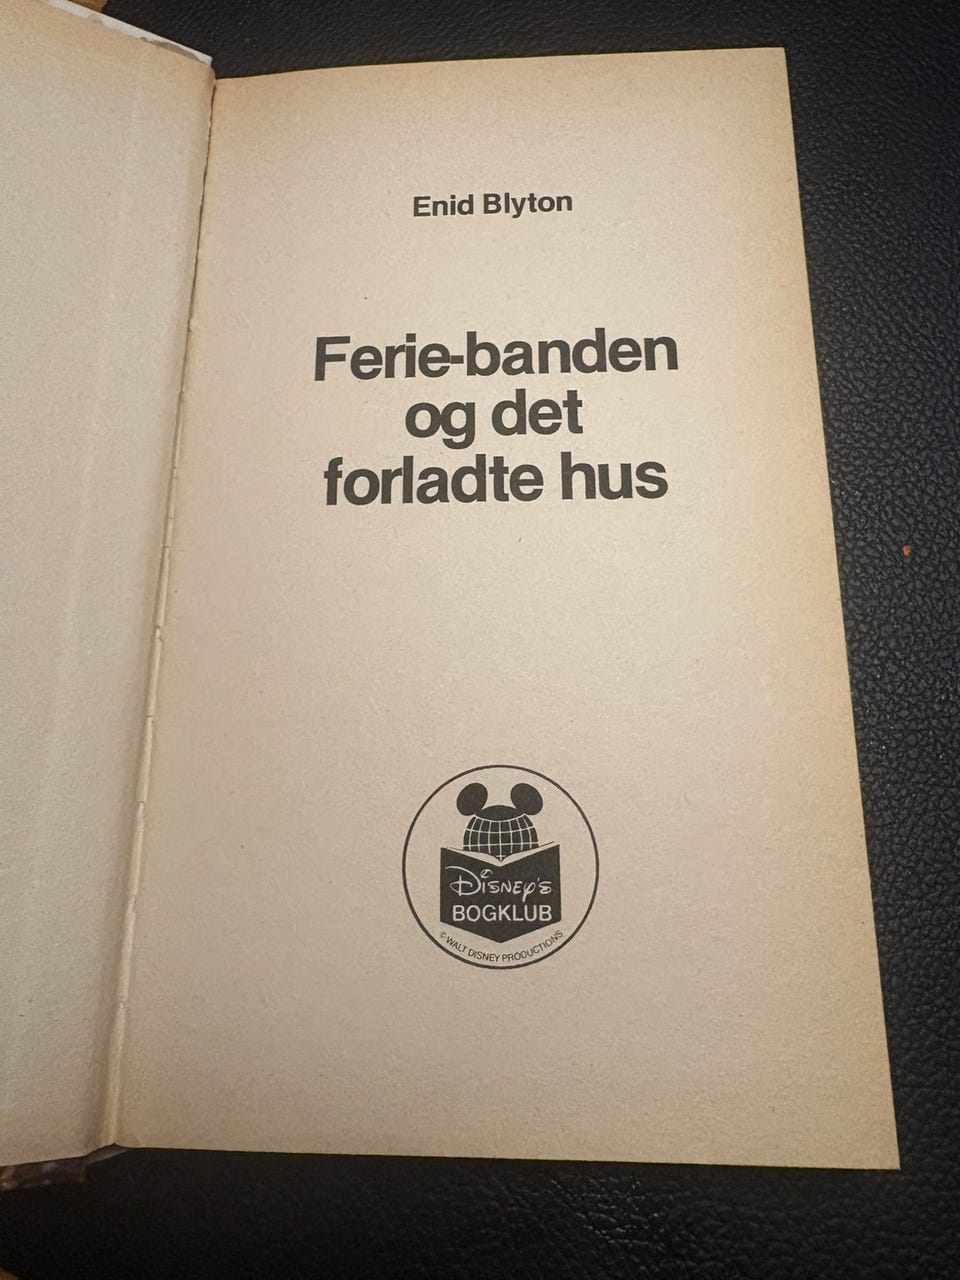 Enid Blyton
Ferie-banden
og det
forladte hus
Disney's
BOGKLUB
© WALT DISNEY PRODUCTIONS